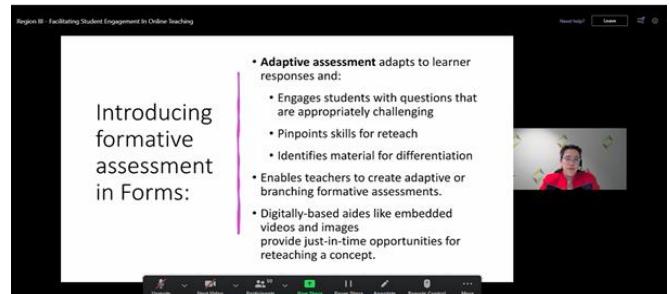 Region III - Facilitating Student Engagement in Online Teaching
Need help?
Leave
Introducing
formative
assessment
in Forms:
• Adaptive assessment adapts to learner
responses and:
• Engages students with questions that
are appropriately challenging
• Pinpoints skills for reteach
• Identifies material for differentiation
• Enables teachers to create adaptive or
branching formative assessments.
• Digitally-based aides like embedded
videos and images
provide just-in-time opportunities for
reteaching a concept.